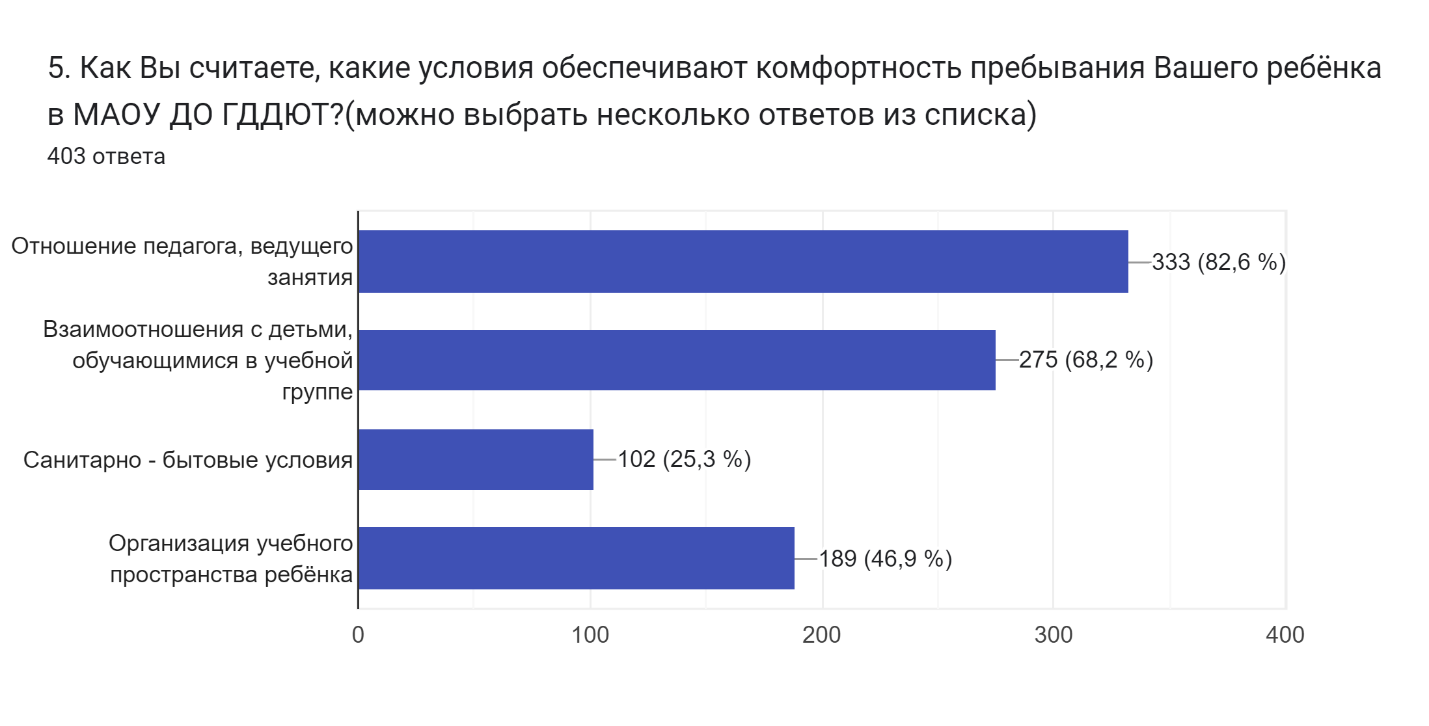 5. Как Вы считаете, какие условия обеспечивают комфортность пребывания Вашего ребёнка
в МАОУ ДО ГДДЮТ?(можно выбрать несколько ответов из списка)
403 ответа
Отношение педагога, ведущего
занятия
333 (82,6 %)
Взаимоотношения с детьми,
обучающимися в учебной
группе
275 (68,2 %)
Санитарно - бытовые условия
102 (25,3 %)
Организация учебного
пространства ребёнка
189 (46,9 %)
0 100 200 300 400